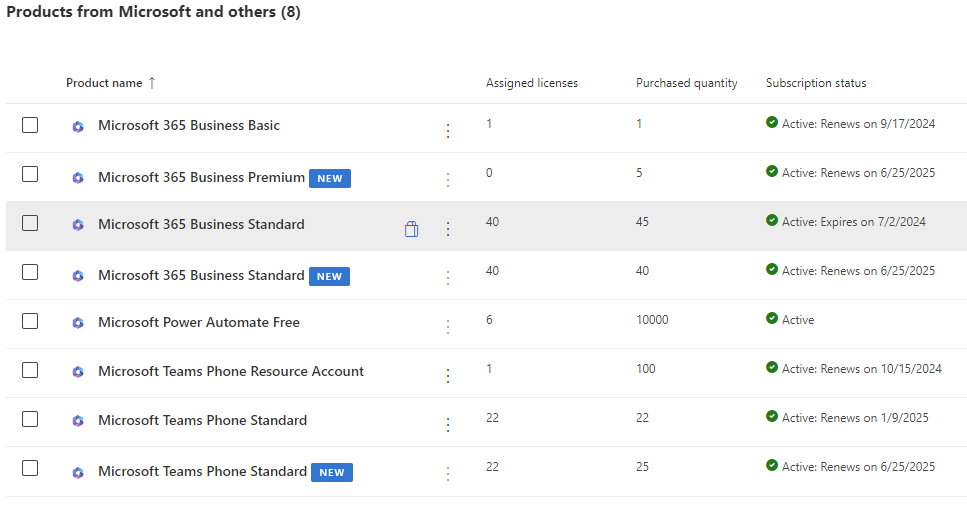 Products from Microsoft and others (8)
Product name ↑ Assigned licenses Purchased quantity Subscription status
Microsoft 365 Business Basic 1 1 Active: Renews on 9/17/2024
Microsoft 365 Business Premium NEW 0 5 Active: Renews on 6/25/2025
Microsoft 365 Business Standard 40 45 Active: Expires on 7/2/2024
Microsoft 365 Business Standard NEW 40 40 Active: Renews on 6/25/2025
Microsoft Power Automate Free 6 10000 Active
Microsoft Teams Phone Resource Account 1 100 Active: Renews on 10/15/2024
Microsoft Teams Phone Standard 22 22 Active: Renews on 1/9/2025
Microsoft Teams Phone Standard NEW 22 25 Active: Renews on 6/25/2025